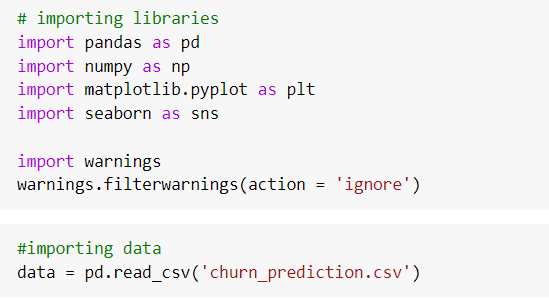 # importing libraries
import pandas as pd
import numpy as np
import matplotlib.pyplot as plt
import seaborn as sns
import warnings
warnings.filterwarnings(action = 'ignore')
#importing data
data = pd.read_csv('churn_prediction.csv')